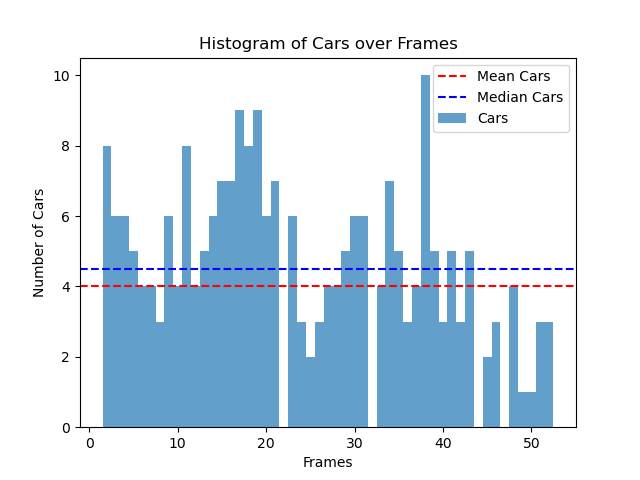 Histogram of Cars over Frames
Mean Cars
Median Cars
Cars
Number of Cars
10
8
6
4
2
0
0 10 20 30 40 50
Frames